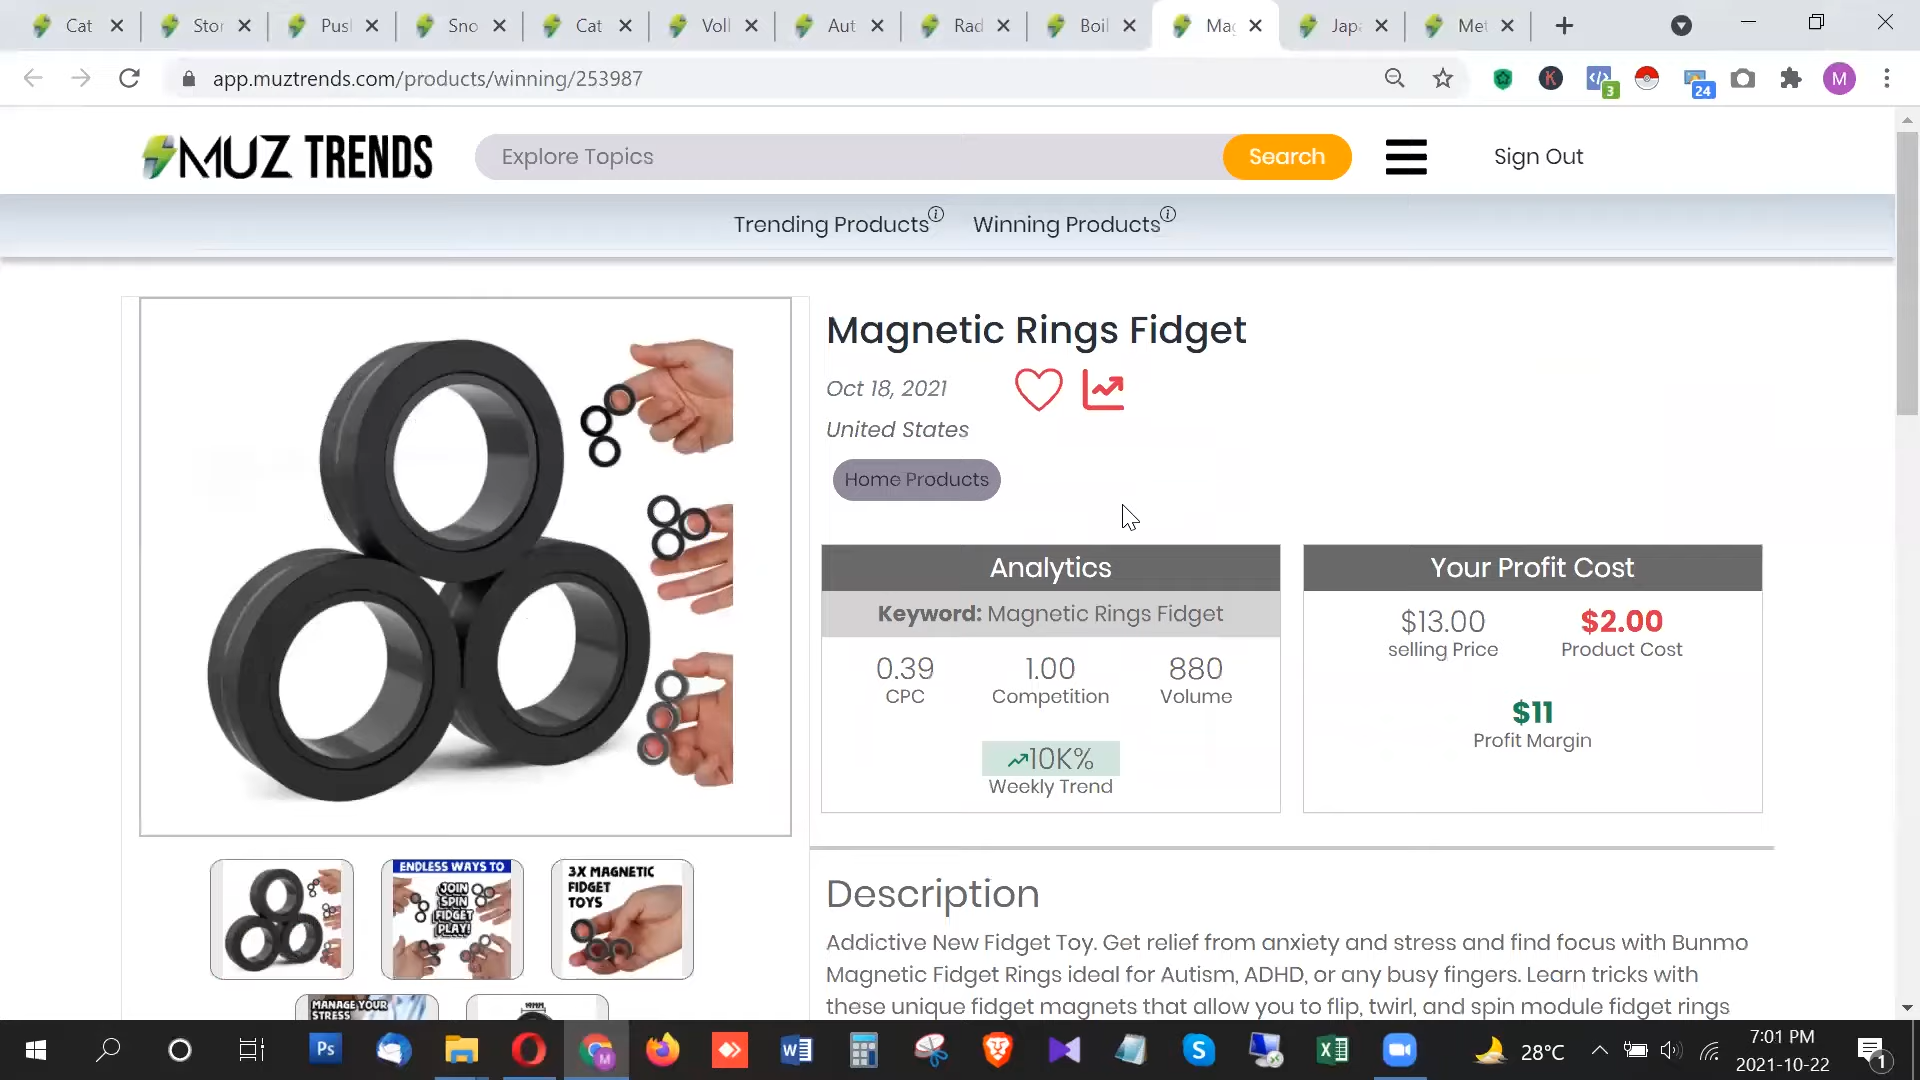 Cat
Stor
Pus
Sno
Cat
Voll
Aut
Rad
Boil
Mag
Jap
Met
app.muztrends.com/products/winning/253987
K
3
24
M
MUZ TRENDS
Explore Topics
Search
Sign Out
Trending Products
Winning Products
Magnetic Rings Fidget
Oct 18, 2021
United States
Home Products
Analytics
Keyword: Magnetic Rings Fidget
0.39
CPC
1.00
Competition
880
Volume
10K%
Weekly Trend
Your Profit Cost
$13.00
selling Price
$2.00
Product Cost
$11
Profit Margin
ENDLESS WAYS TO
JOIN
SPIN
FIDGET
PLAY!
3X MAGNETIC
FIDGET
TOYS
MANAGE YOUR
STRESS
Description
Addictive New Fidget Toy. Get relief from anxiety and stress and find focus with Bunmo
Magnetic Fidget Rings ideal for Autism, ADHD, or any busy fingers. Learn tricks with
these unique fidget magnets that allow you to flip, twirl, and spin module fidget rings
Ps
28°C
7:01 PM
2021-10-22
1